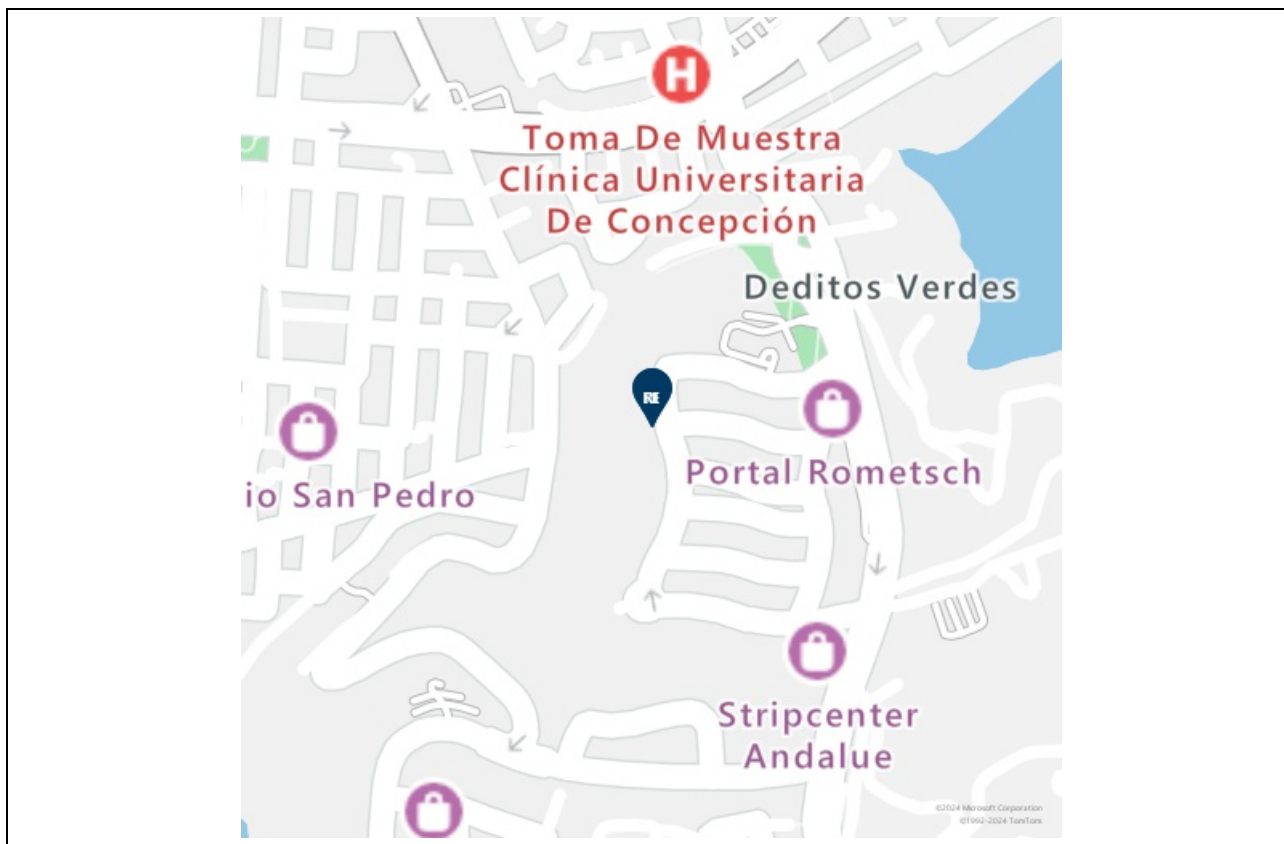 H
Toma De Muestra
Clínica Universitaria
De Concepción
Deditos Verdes
RE
Portal Rometsch
io San Pedro
Stripcenter
Andalue
©2024 Microsoft Corporation
©1992-2024 TomTom